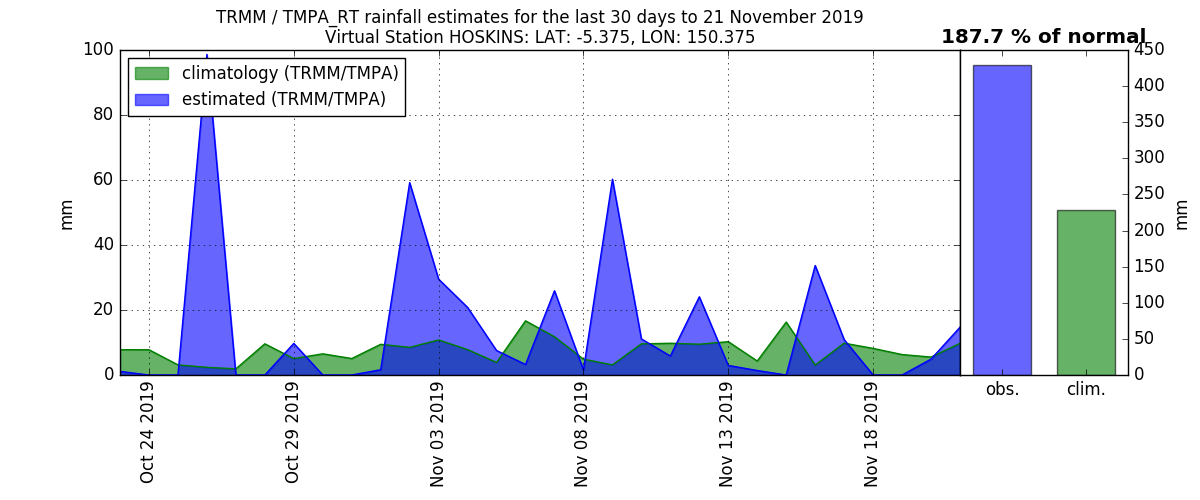 TRMM / TMPA_RT rainfall estimates for the last 30 days to 21 November 2019
Virtual Station HOSKINS: LAT: -5.375, LON: 150.375
187.7 % of normal
climatology (TRMM/TMPA)
estimated (TRMM/TMPA)
mm
100
80
60
40
20
0
Oct 24 2019
Oct 29 2019
Nov 03 2019
Nov 08 2019
Nov 13 2019
Nov 18 2019
450
400
350
300
250
200
150
100
50
0
mm
obs.
clim.